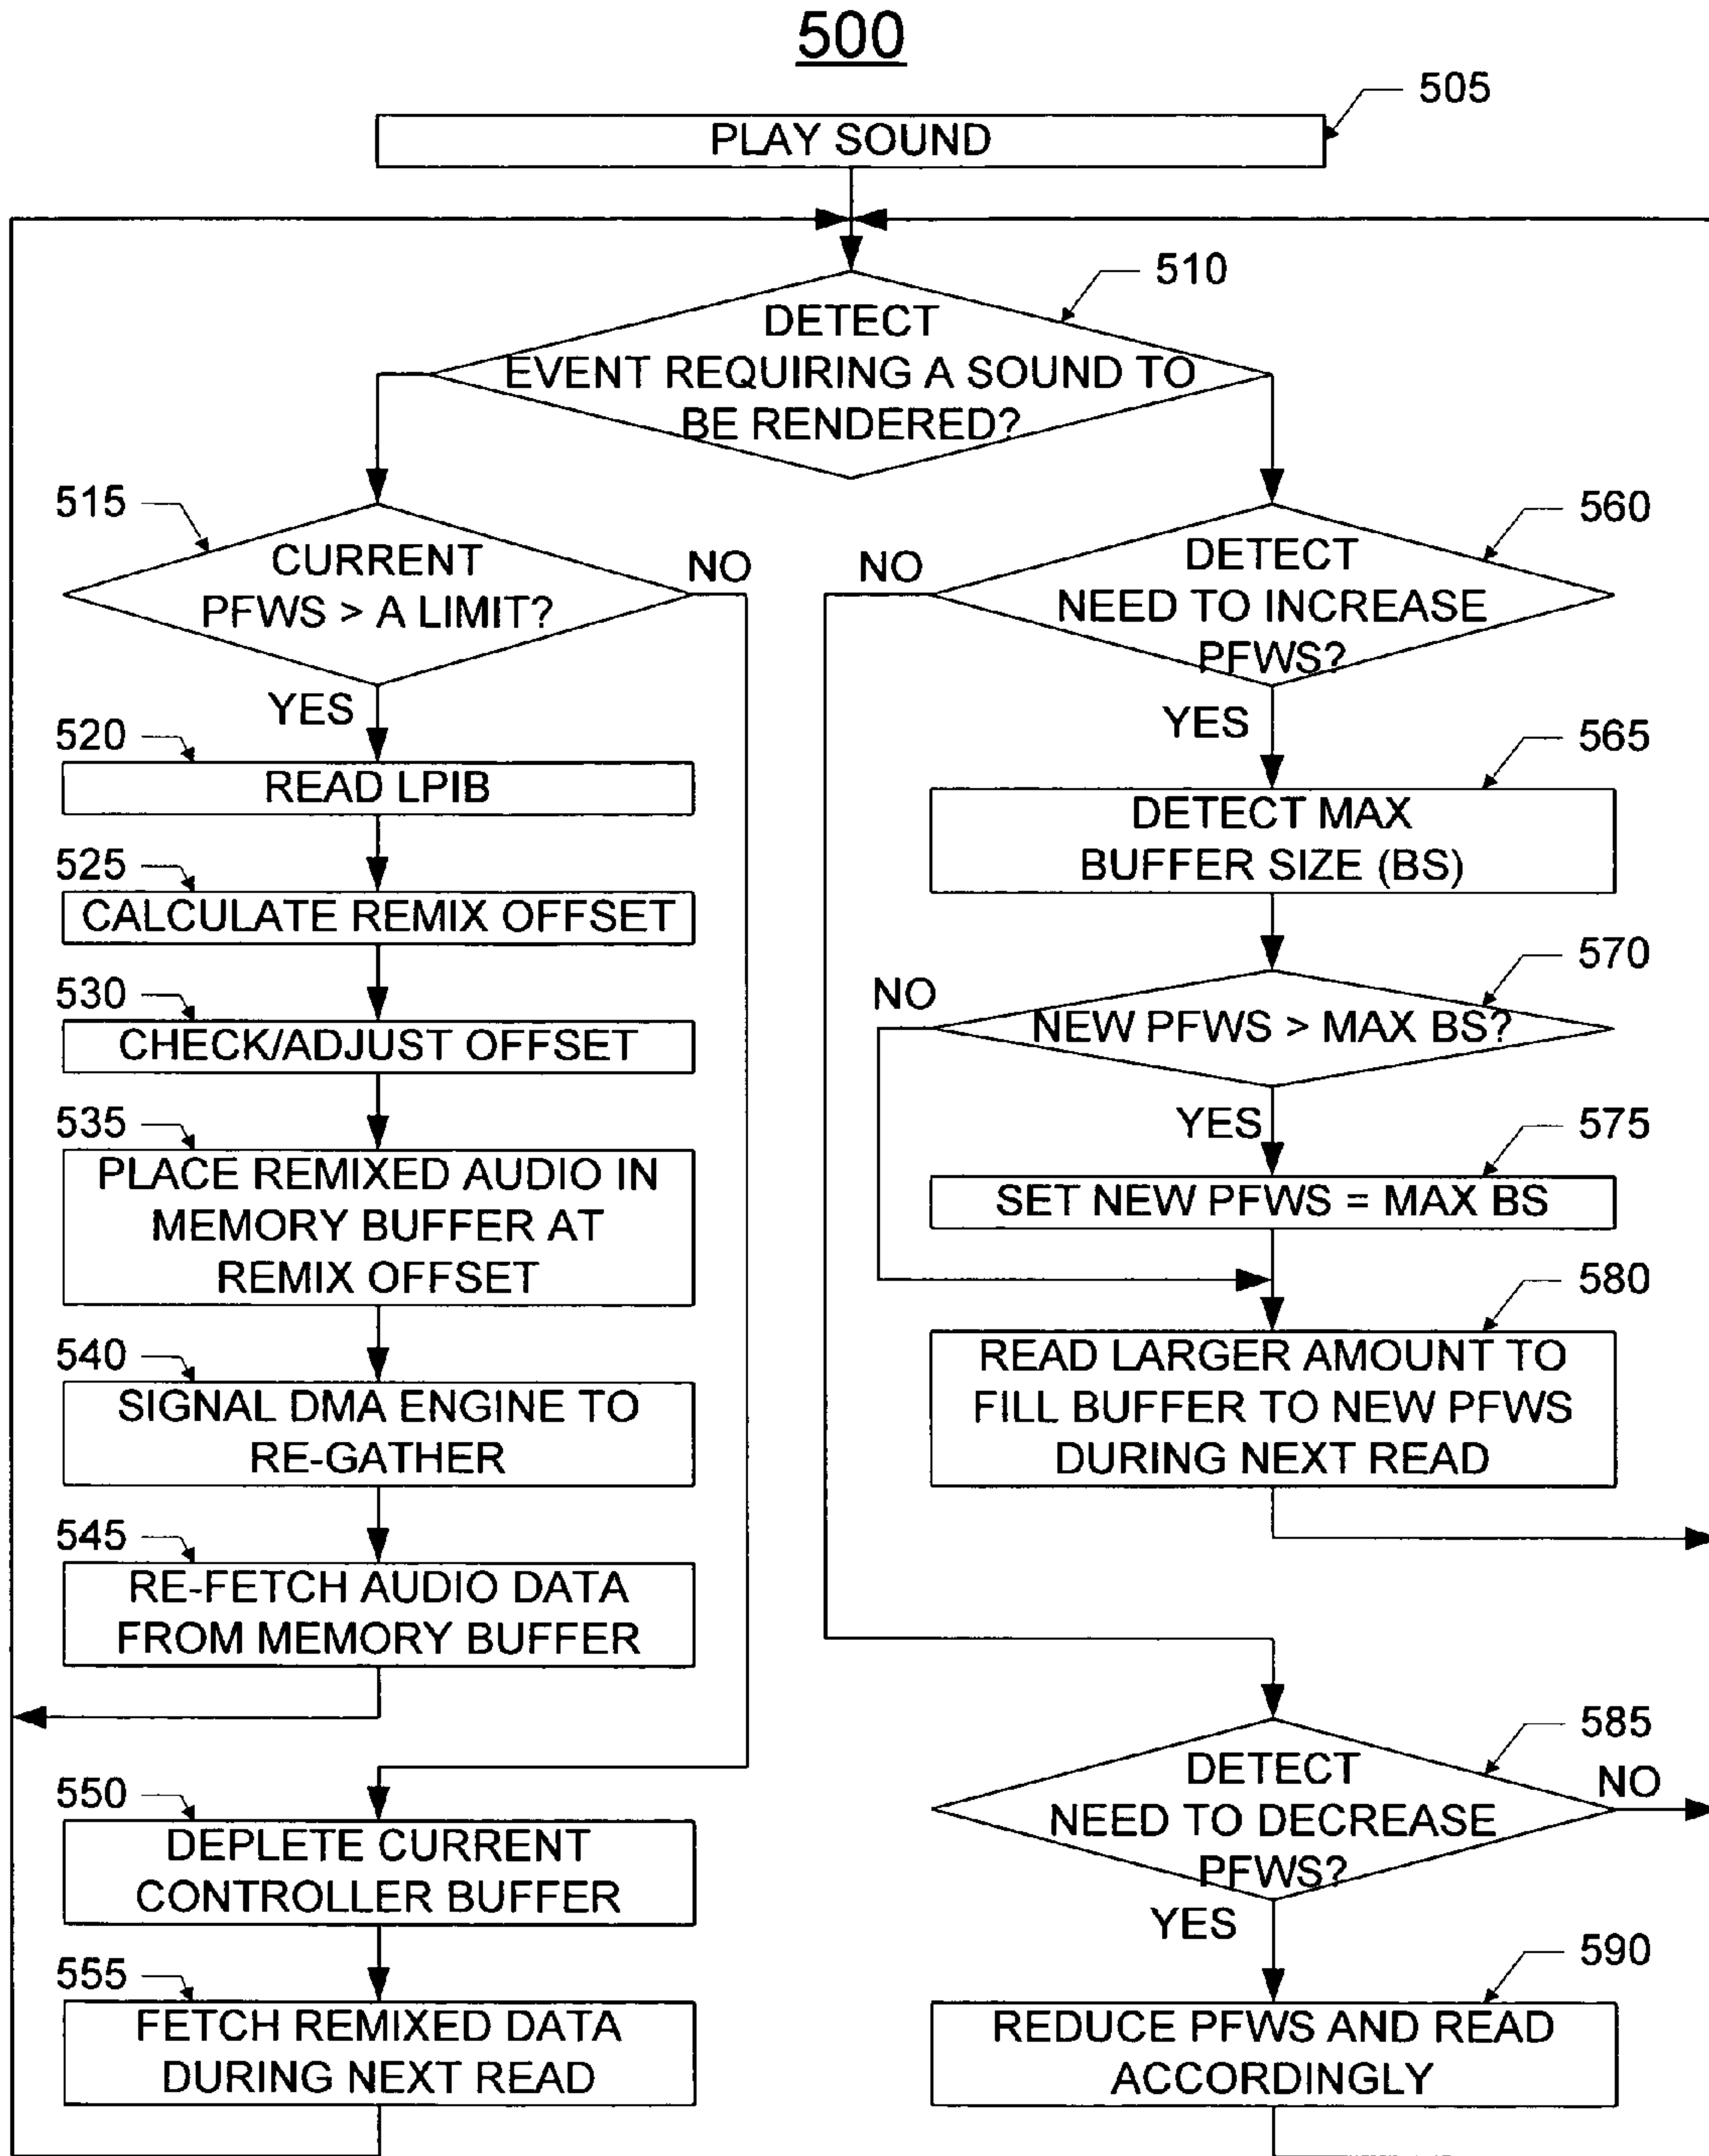 500
505
PLAY SOUND
510
DETECT
EVENT REQUIRING A SOUND TO
BE RENDERED?
515
CURRENT
PFWS > A LIMIT?
NO
YES
520
READ LPIB
525
CALCULATE REMIX OFFSET
530
CHECK/ADJUST OFFSET
535
PLACE REMIXED AUDIO IN
MEMORY BUFFER AT
REMIX OFFSET
540
SIGNAL DMA ENGINE TO
RE-GATHER
545
RE-FETCH AUDIO DATA
FROM MEMORY BUFFER
550
DEPLETE CURRENT
CONTROLLER BUFFER
555
FETCH REMIXED DATA
DURING NEXT READ
560
NO
DETECT
NEED TO INCREASE
PFWS?
YES
565
DETECT MAX
BUFFER SIZE (BS)
570
NO
NEW PFWS > MAX BS?
YES
575
SET NEW PFWS = MAX BS
580
READ LARGER AMOUNT TO
FILL BUFFER TO NEW PFWS
DURING NEXT READ
585
DETECT
NEED TO DECREASE
PFWS?
NO
YES
590
REDUCE PFWS AND READ
ACCORDINGLY